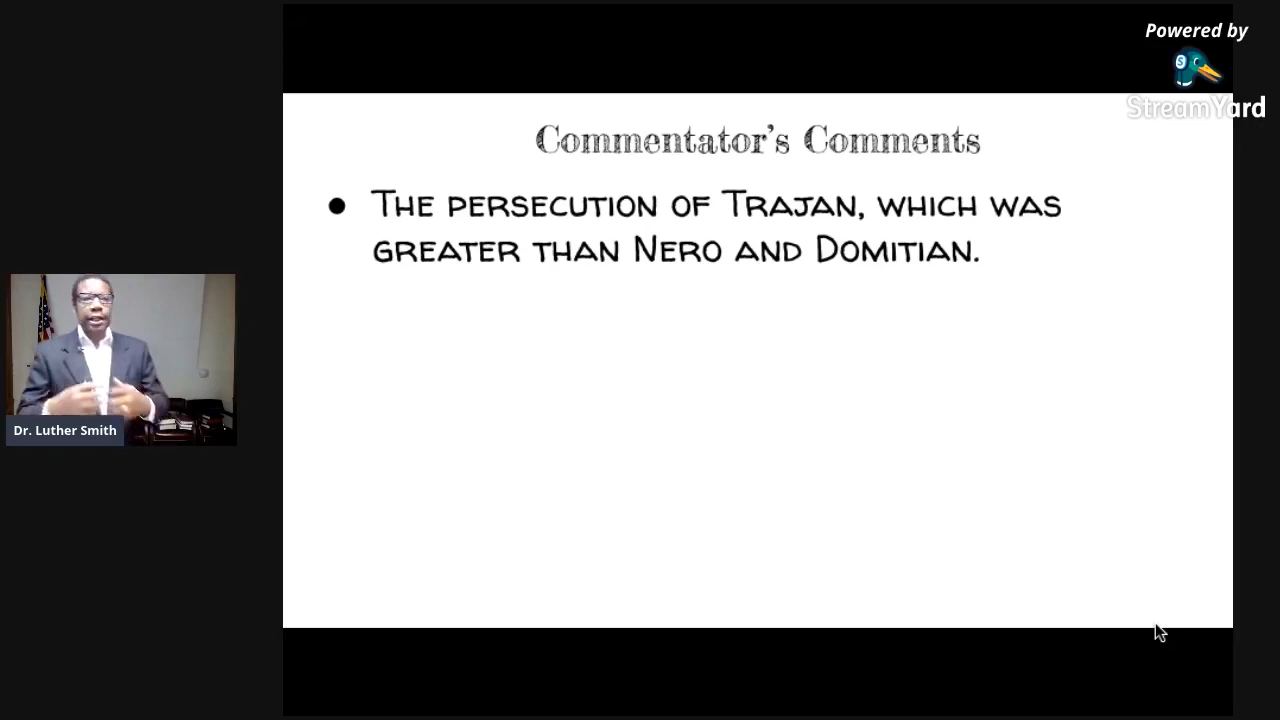 Powered by
StreamYard
Commentator's Comments
● The persecution of Trajan, which was
greater than Nero and Domitian.
Dr. Luther Smith